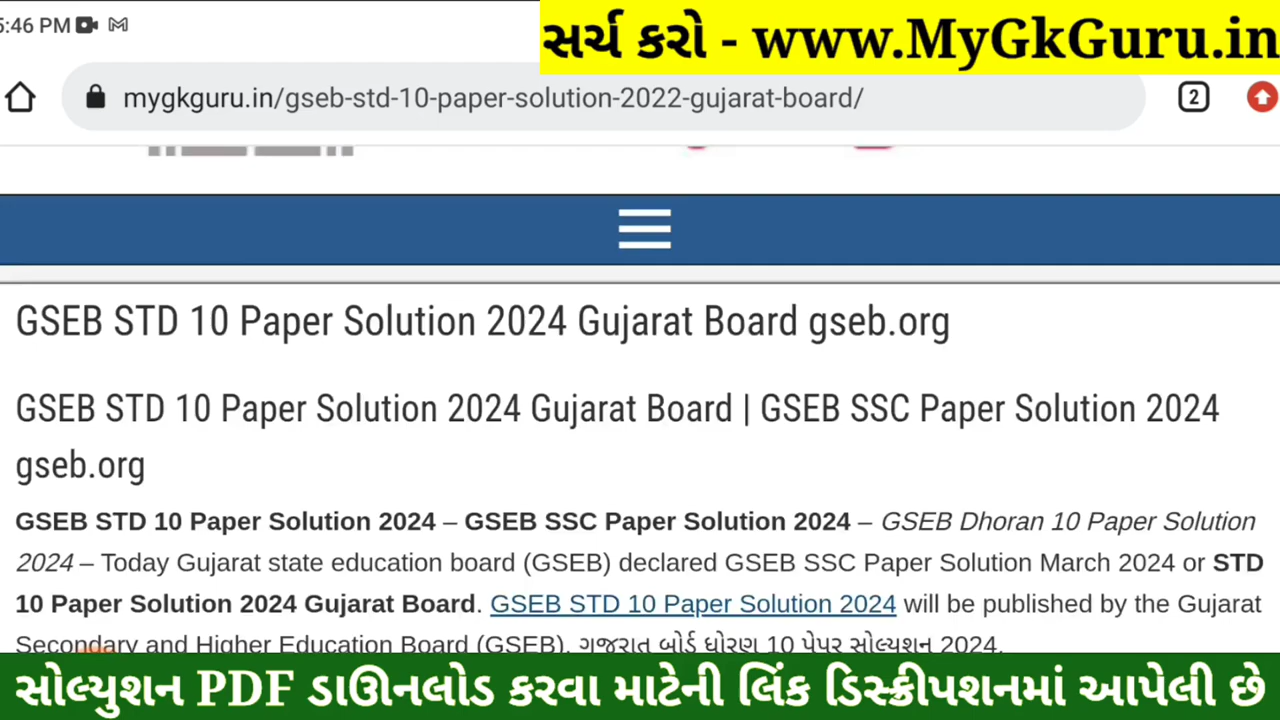 5:46 PM
સર્ચ કરો - www.MyGkGuru.in
mygkguru.in/gseb-std-10-paper-solution-2022-gujarat-board/
2
GSEB STD 10 Paper Solution 2024 Gujarat Board gseb.org
GSEB STD 10 Paper Solution 2024 Gujarat Board | GSEB SSC Paper Solution 2024
gseb.org
GSEB STD 10 Paper Solution 2024 – GSEB SSC Paper Solution 2024 – GSEB Dhoran 10 Paper Solution
2024 – Today Gujarat state education board (GSEB) declared GSEB SSC Paper Solution March 2024 or STD
10 Paper Solution 2024 Gujarat Board. GSEB STD 10 Paper Solution 2024 will be published by the Gujarat
Secondary and Higher Education Board (GSEB). ગુજરાત બોર્ડ ધોરણ 10 પેપર સોલ્યુશન 2024.
સોલ્યુશન PDF ડાઊનલોડ કરવા માટેની લિંક ડિસ્ક્રીપશનમાં આપેલી છે